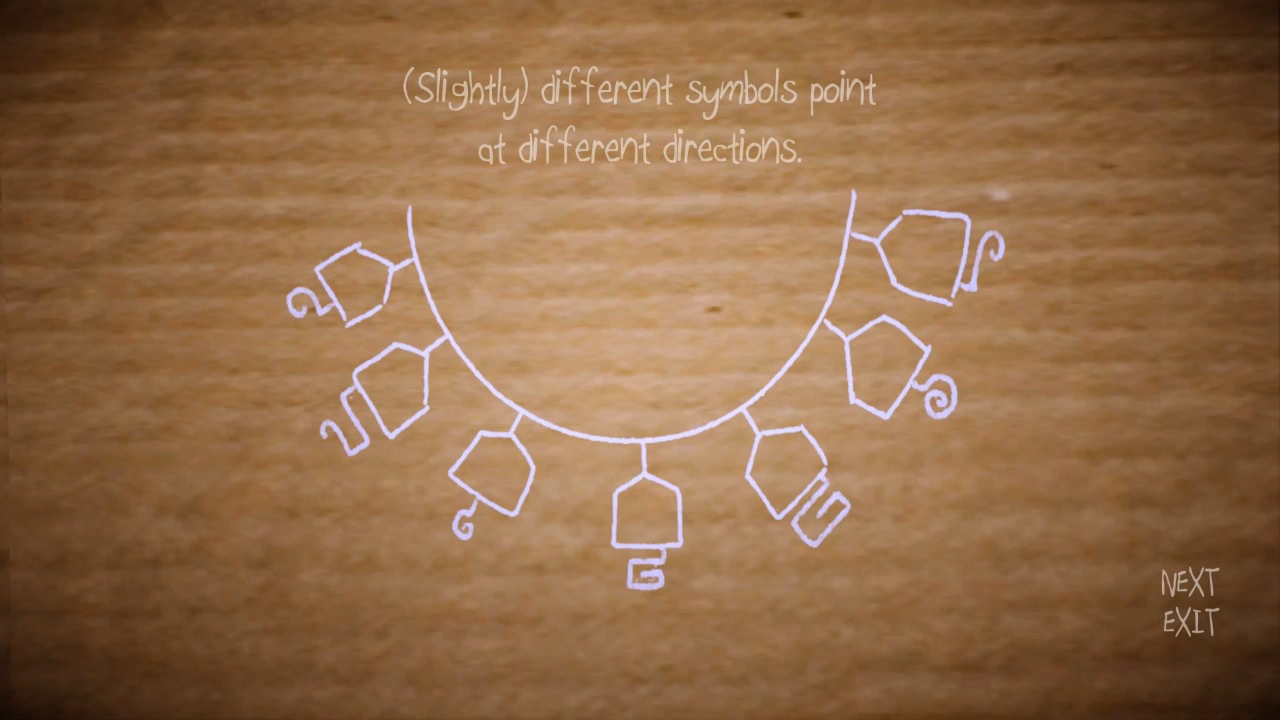 (Slightly) different symbols point
at different directions.
NEXT
EXIT